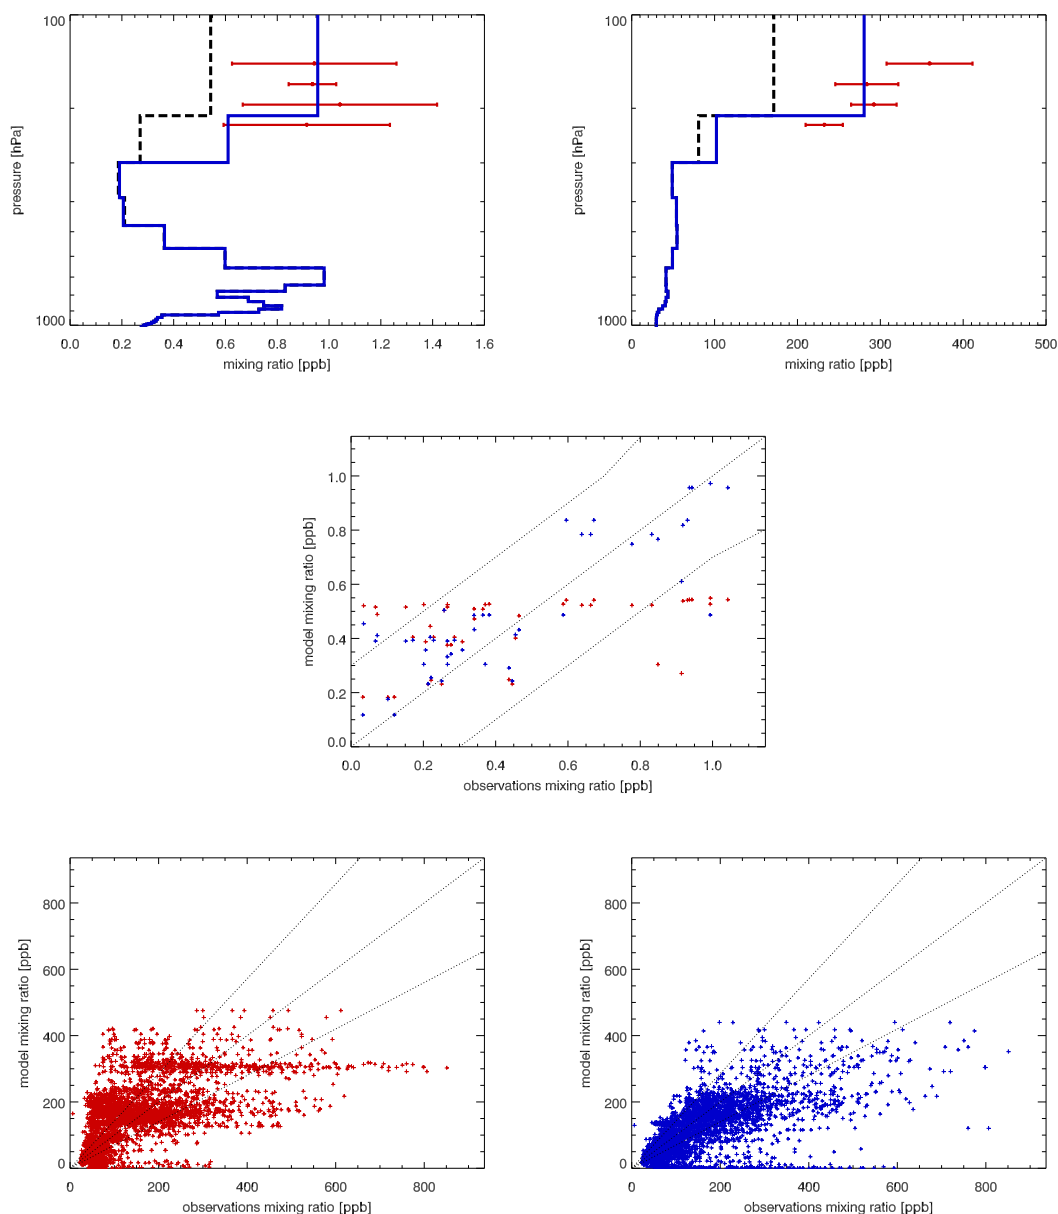 100
1000
pressure [hPa]
0.0 0.2 0.4 0.6 0.8 1.0 1.2 1.4 1.6
mixing ratio [ppb]
100
1000
pressure [hPa]
0 100 200 300 400 500
mixing ratio [ppb]
1.0
0.8
0.6
0.4
0.2
0.0
model mixing ratio [ppb]
0.0 0.2 0.4 0.6 0.8 1.0
observations mixing ratio [ppb]
800
600
400
200
0
model mixing ratio [ppb]
0 200 400 600 800
observations mixing ratio [ppb]
800
600
400
200
0
model mixing ratio [ppb]
0 200 400 600 800
observations mixing ratio [ppb]